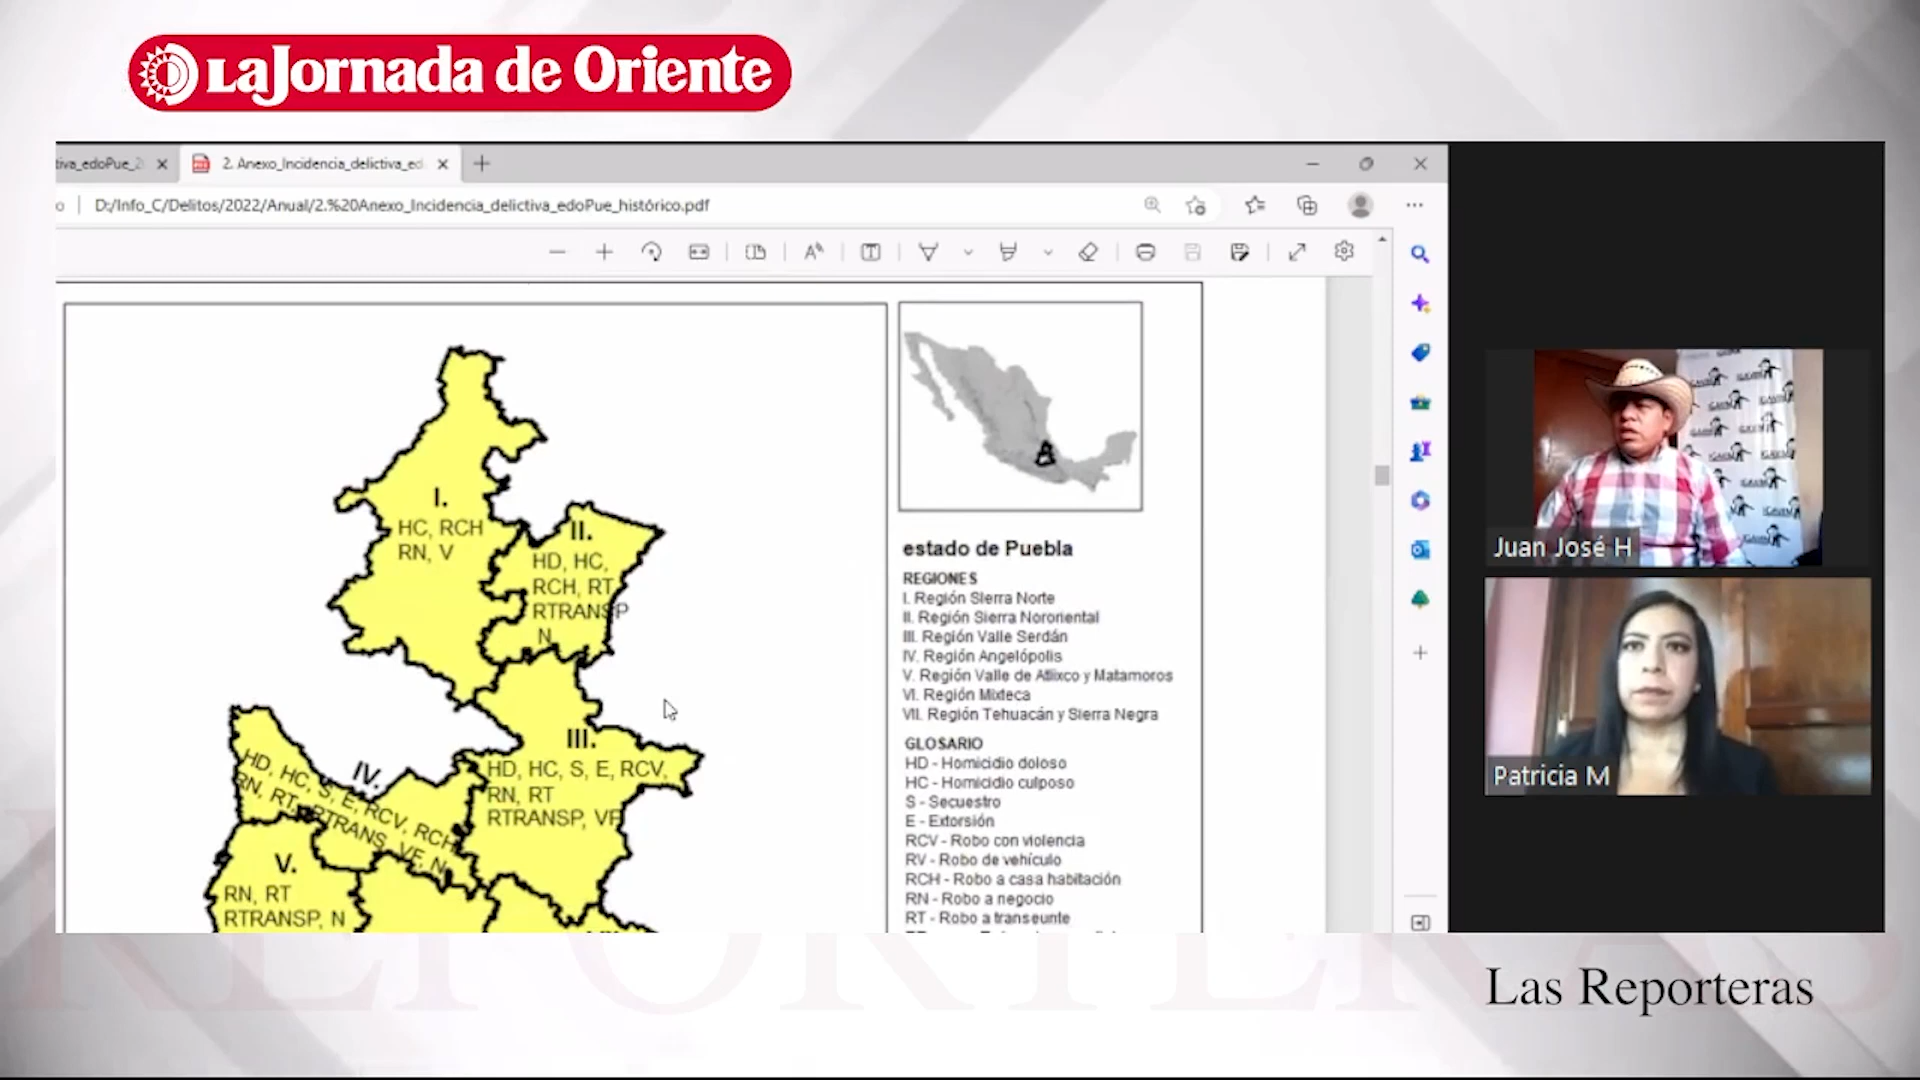 LaJornada de Oriente
tiva_edoPue_2
2. Anexo_Incidencia_delictiva_ed
D:/Info_C/Delitos/2022/Anual/2.%20Anexo_Incidencia_delictiva_edoPue_histórico.pdf
I.
HC, RCH
RN, V
II.
HD, HC,
RCH, RT
RTRANSP
N
III.
HD, HC, S, E, RCV,
RN, RT
RTRANSP, VF
IV.
HD, HC, S, E, RCV, RCH
RN, RT, RTRANS, VF, N
V.
RN, RT
RTRANSP, N
estado de Puebla
REGIONES
I. Región Sierra Norte
II. Región Sierra Nororiental
III. Región Valle Serdán
IV. Región Angelópolis
V. Región Valle de Atlixco y Matamoros
VI. Región Mixteca
VII. Región Tehuacán y Sierra Negra
GLOSARIO
HD - Homicidio doloso
HC - Homicidio culposo
S - Secuestro
E - Extorsión
RCV - Robo con violencia
RV - Robo de vehículo
RCH - Robo a casa habitación
RN - Robo a negocio
RT - Robo a transeunte
Juan José H
Patricia M
REPORTERAS
Las Reporteras